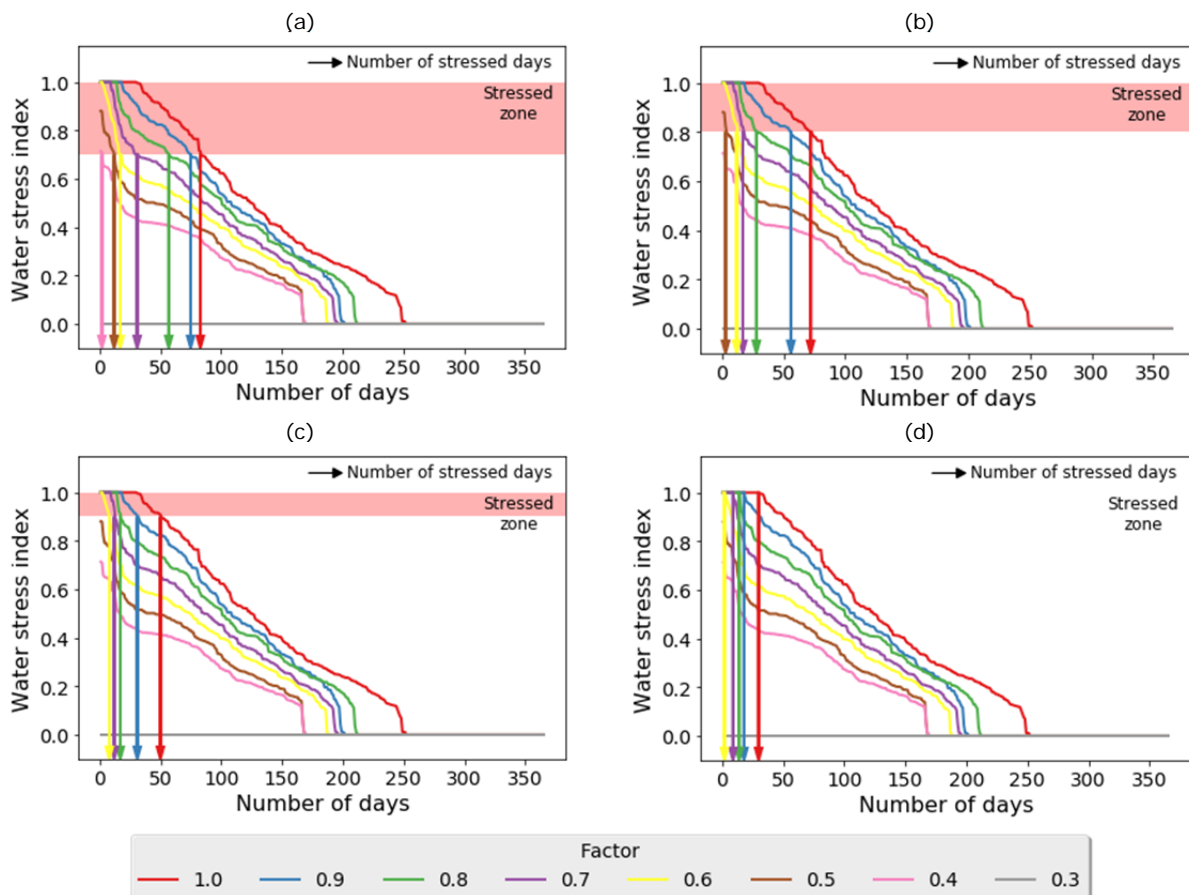 (a)
Number of stressed days
Stressed
zone
Water stress index
1.0
0.8
0.6
0.4
0.2
0.0
0 50 100 150 200 250 300 350
Number of days
(b)
Number of stressed days
Stressed
zone
Water stress index
1.0
0.8
0.6
0.4
0.2
0.0
0 50 100 150 200 250 300 350
Number of days
(c)
Number of stressed days
Stressed
zone
Water stress index
1.0
0.8
0.6
0.4
0.2
0.0
0 50 100 150 200 250 300 350
Number of days
(d)
Number of stressed days
Stressed
zone
Water stress index
1.0
0.8
0.6
0.4
0.2
0.0
0 50 100 150 200 250 300 350
Number of days
Factor
1.0 0.9 0.8 0.7 0.6 0.5 0.4 0.3